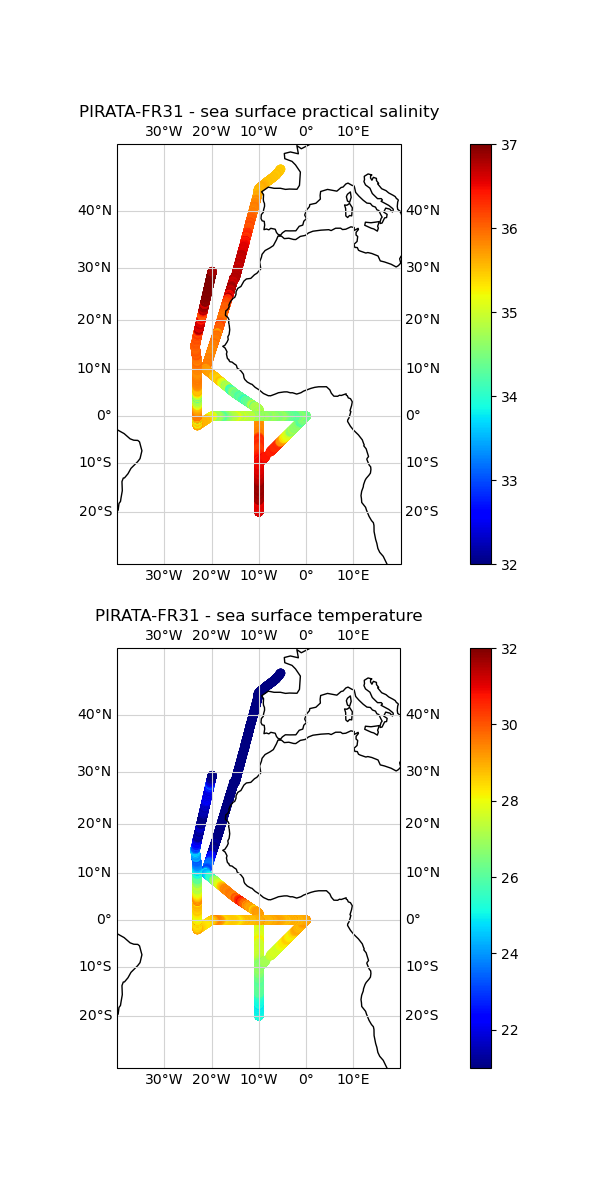 PIRATA-FR31 - sea surface practical salinity
30°W 20°W 10°W 0° 10°E
37
40°N 40°N
36
30°N 30°N
20°N 20°N
35
10°N 10°N
34
0° 0°
10°S 10°S
33
20°S 20°S
32
30°W 20°W 10°W 0° 10°E
PIRATA-FR31 - sea surface temperature
30°W 20°W 10°W 0° 10°E
32
40°N 40°N
30
30°N 30°N
28
20°N 20°N
10°N 10°N
26
0° 0°
24
10°S 10°S
20°S 20°S
22
30°W 20°W 10°W 0° 10°E